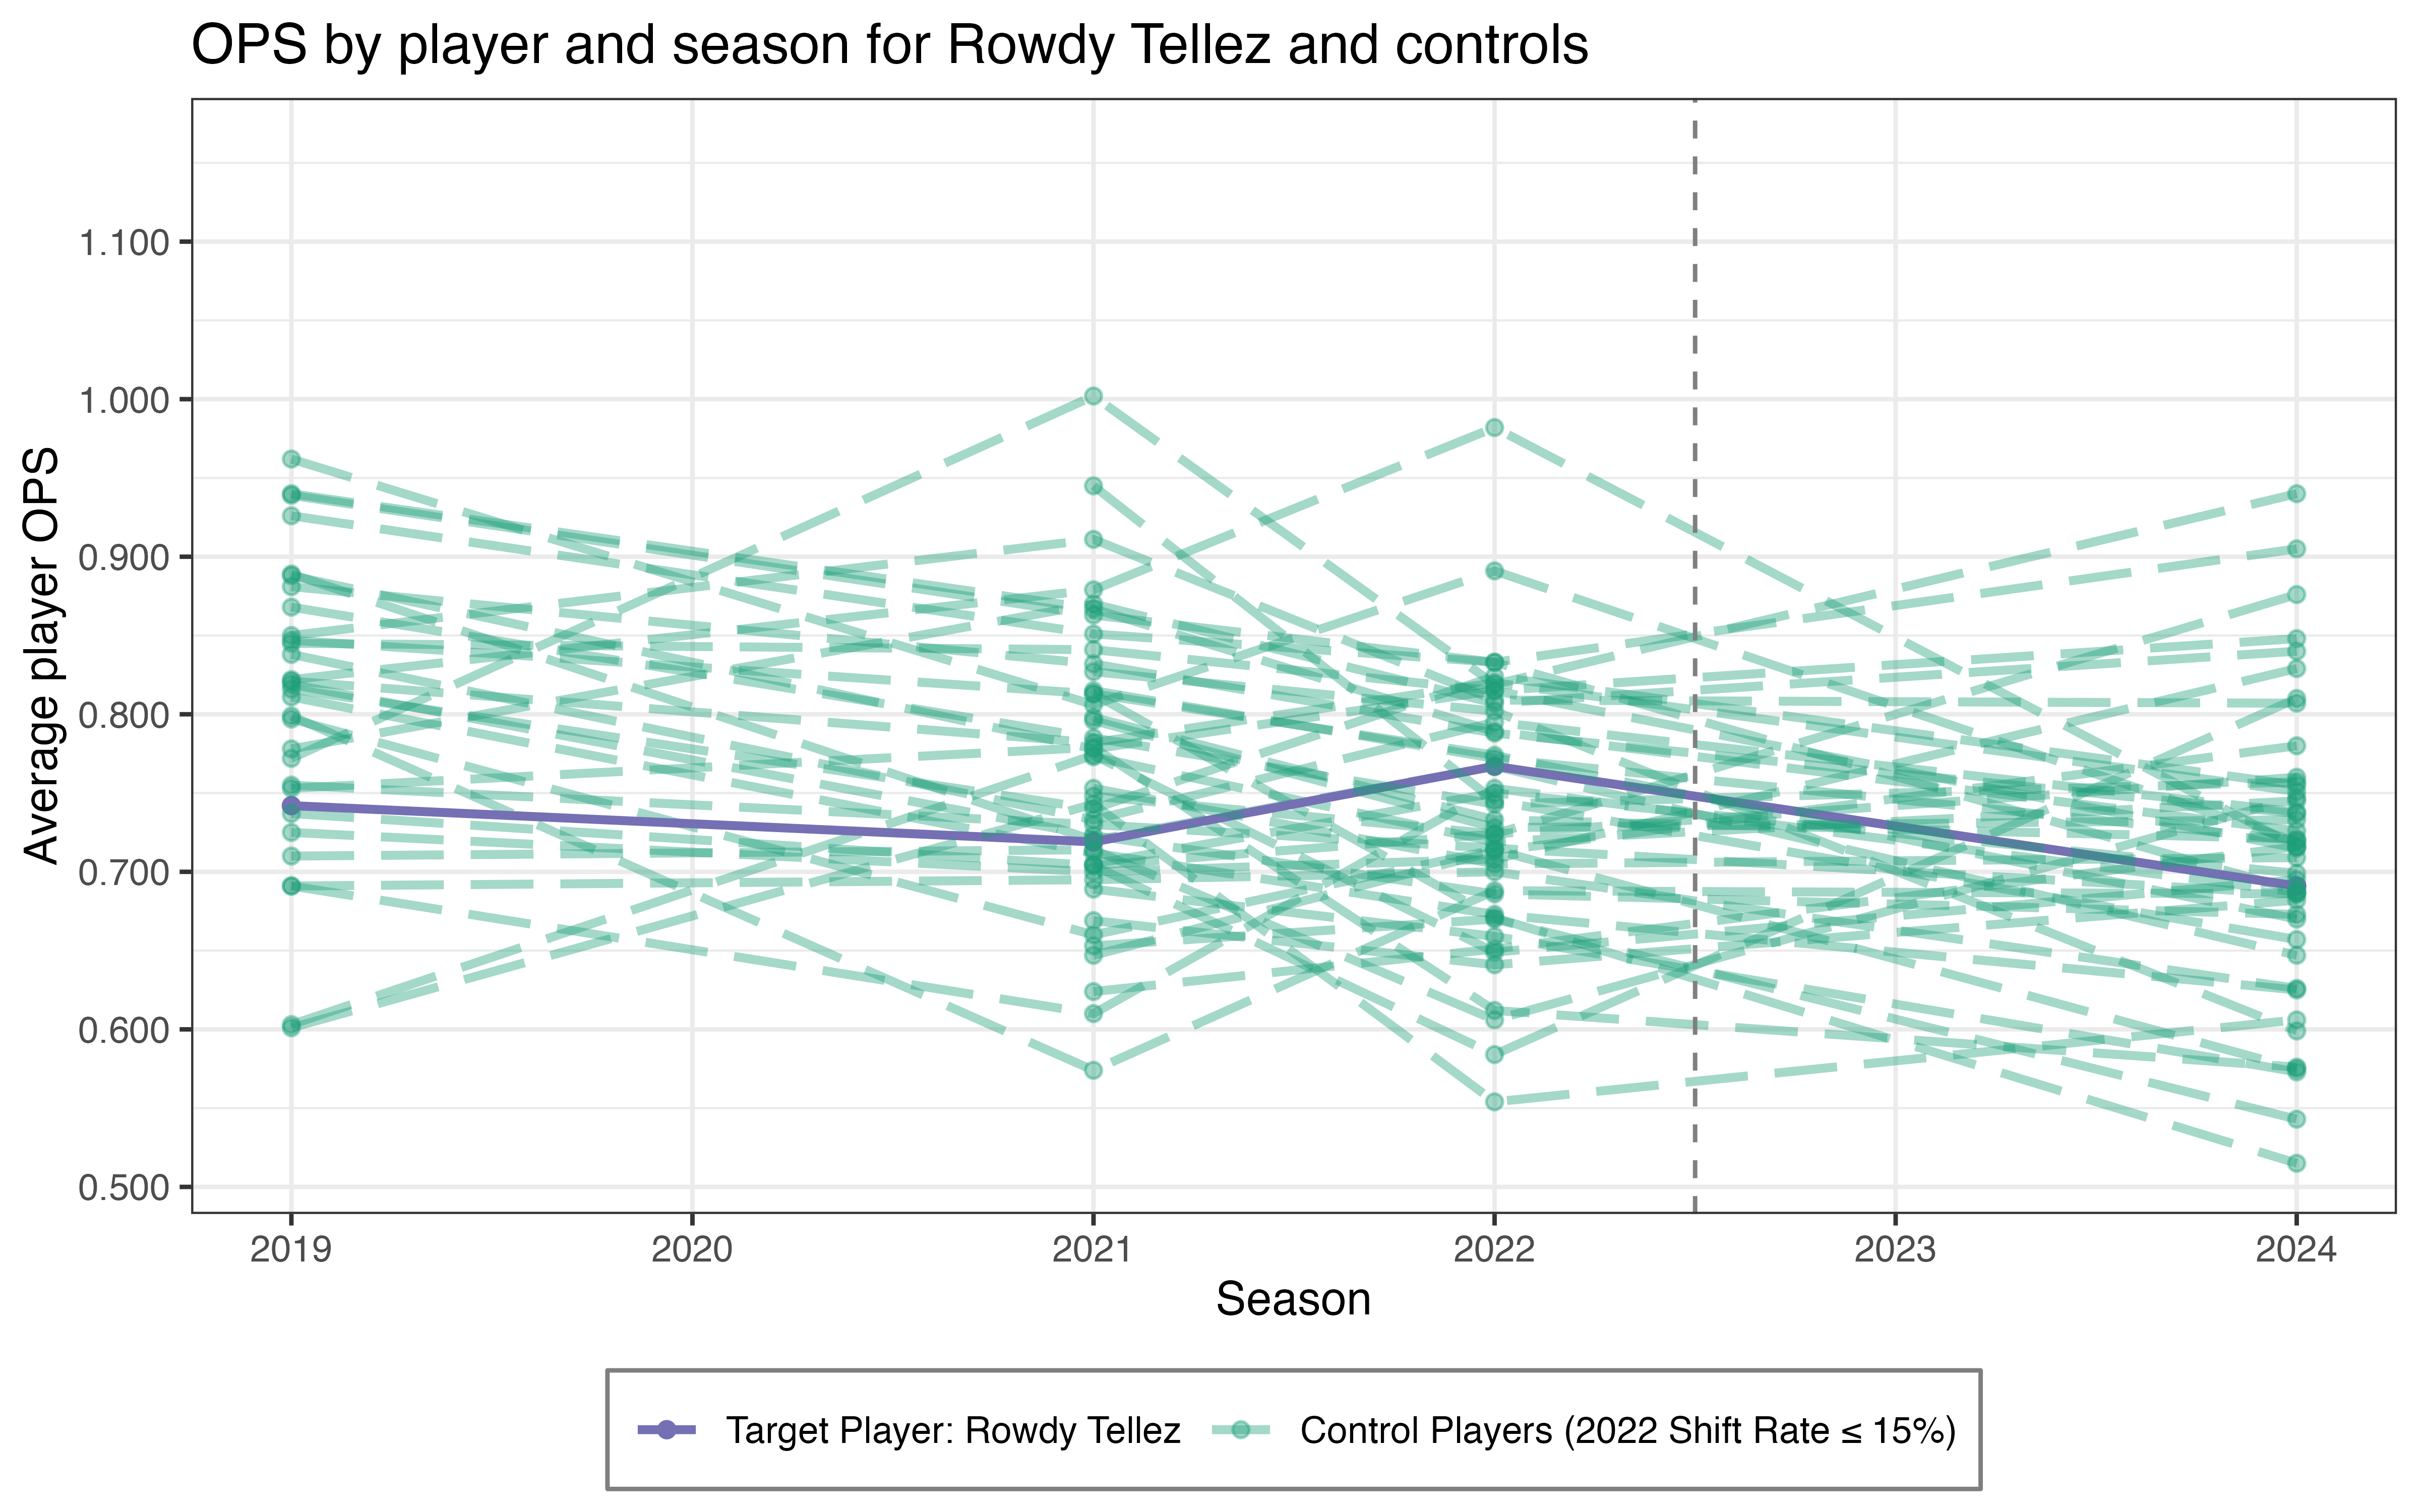 OPS by player and season for Rowdy Tellez and controls
Average player OPS
1.100
1.000
0.900
0.800
0.700
0.600
0.500
2019 2020 2021 2022 2023 2024
Season
Target Player: Rowdy Tellez Control Players (2022 Shift Rate ≤ 15%)